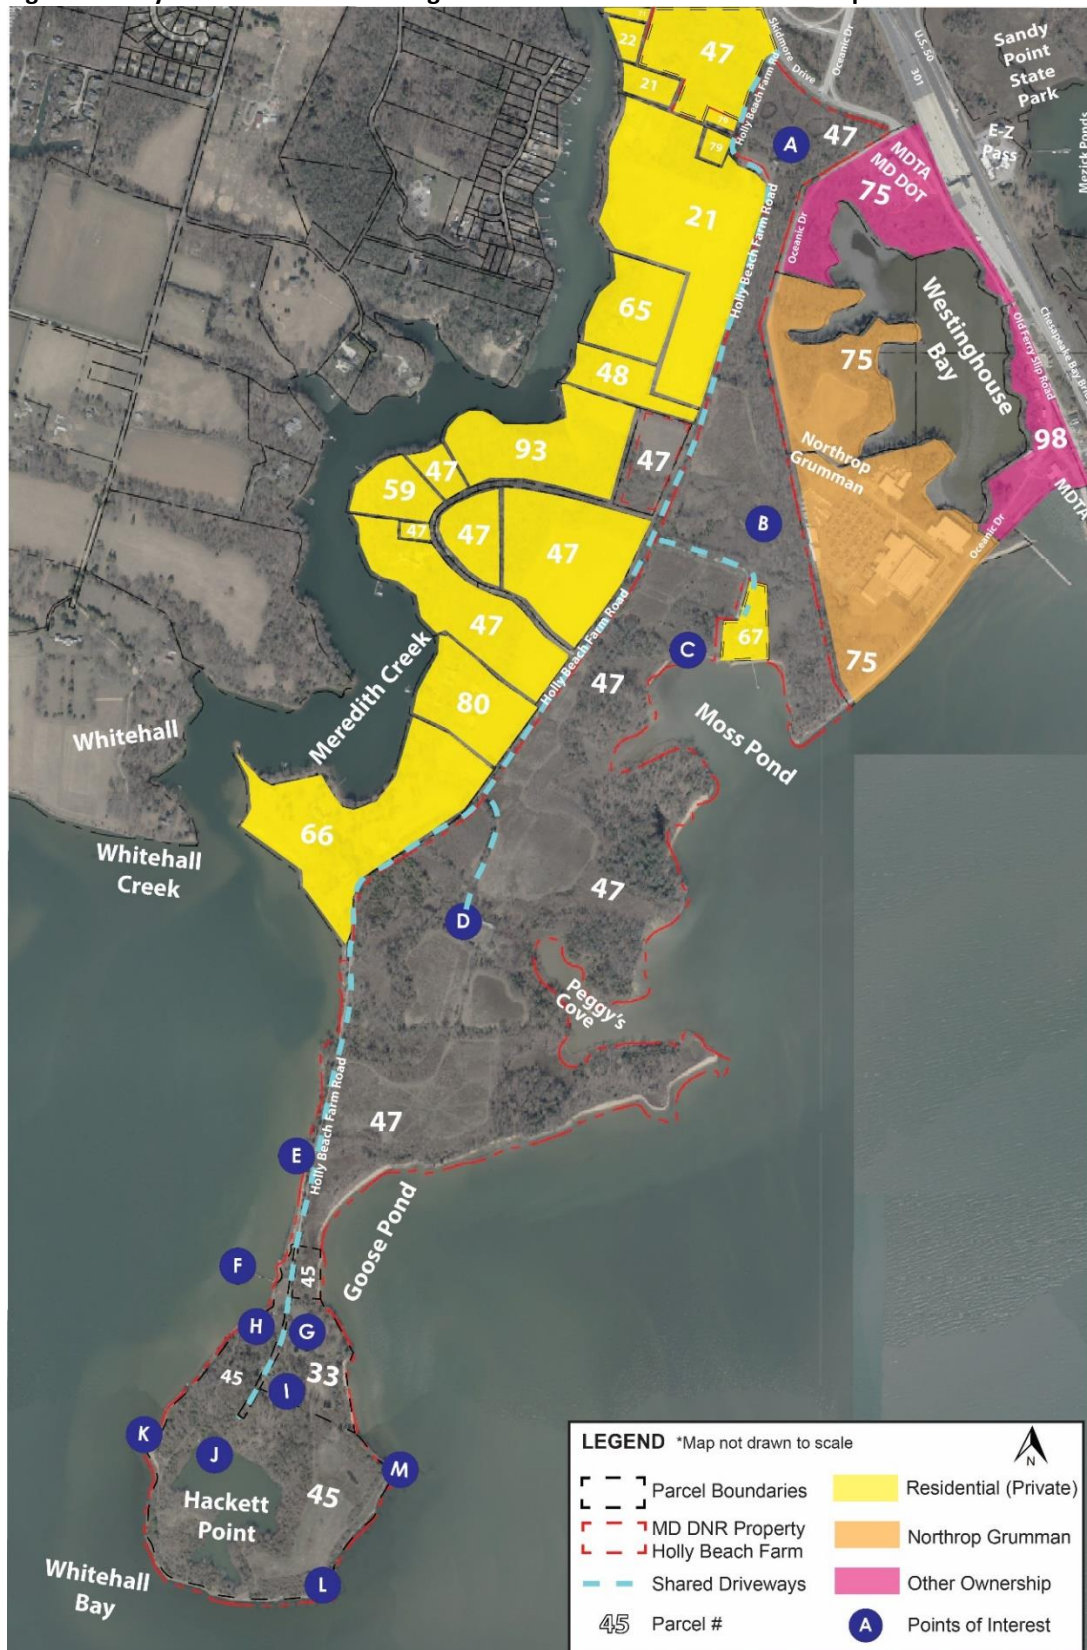 Sandy
Point
State
Park
U.S. 50
301
Skidmore Drive
Oceanic Dr
22
47
21
Holly Beach Farm Rd
79
79
A
47
E-Z
Pass
MDTA
MD DOT
75
21
Oceanic Dr
Holly Beach Farm Road
65
Westinghouse
Bay
Old Ferry Slip Road
75
48
98
MDTA
93
47
47
Northrop
Grumman
59
47
47
47
B
Oceanic Dr
47
67
C
75
Holly Beach Farm Road
47
Meredith Creek
80
Moss Pond
Whitehall
66
Whitehall
Creek
47
D
Peggy's
Cove
Holly Beach Farm Road
47
E
Goose Pond
F
45
H
G
45
33
I
K
J
M
Hackett
Point
45
Whitehall
Bay
L
LEGEND *Map not drawn to scale
N
Parcel Boundaries
Residential (Private)
MD DNR Property
Holly Beach Farm
Northrop Grumman
Shared Driveways
Other Ownership
45 Parcel #
A Points of Interest